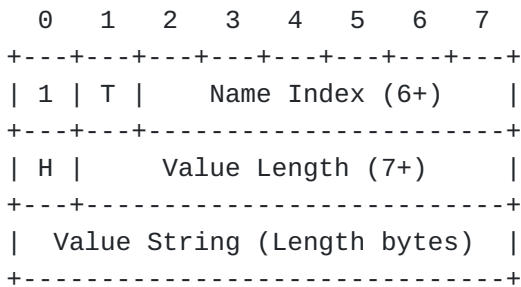 0   1   2   3   4   5   6   7
+---+---+---+---+---+---+---+---+
| 1 | T |    Name Index (6+)    |
+---+---+-----------------------+
| H |     Value Length (7+)     |
+---+---------------------------+
|  Value String (Length bytes)  |
+-------------------------------+